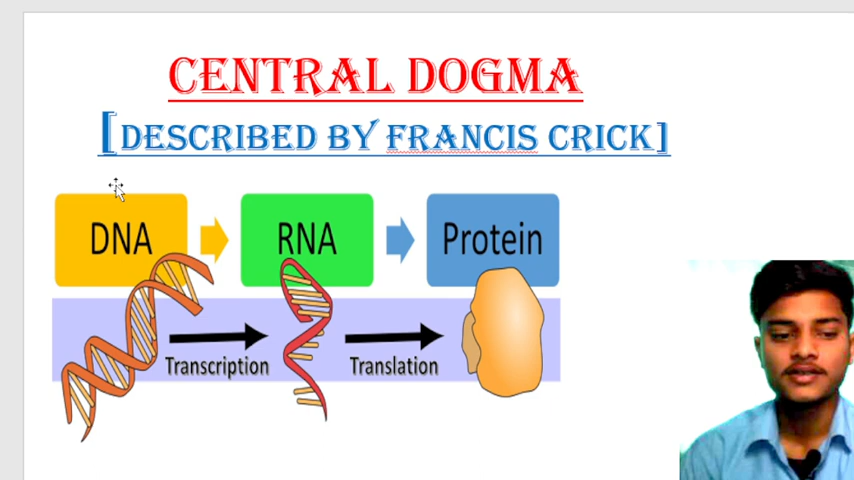 CENTRAL DOGMA
[DESCRIBED BY FRANCIS CRICK]
DNA RNA Protein
Transcription Translation